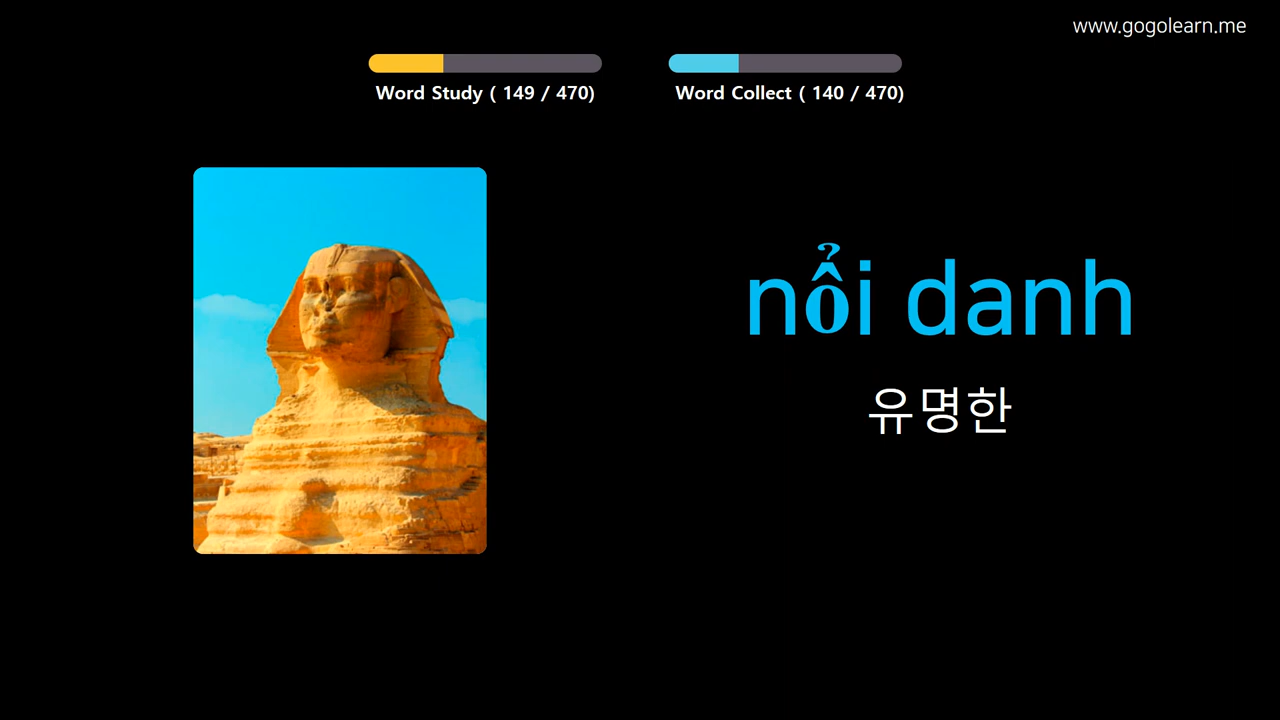 www.gogolearn.me
Word Study ( 149 / 470)
Word Collect ( 140 / 470)
nổi danh
유명한